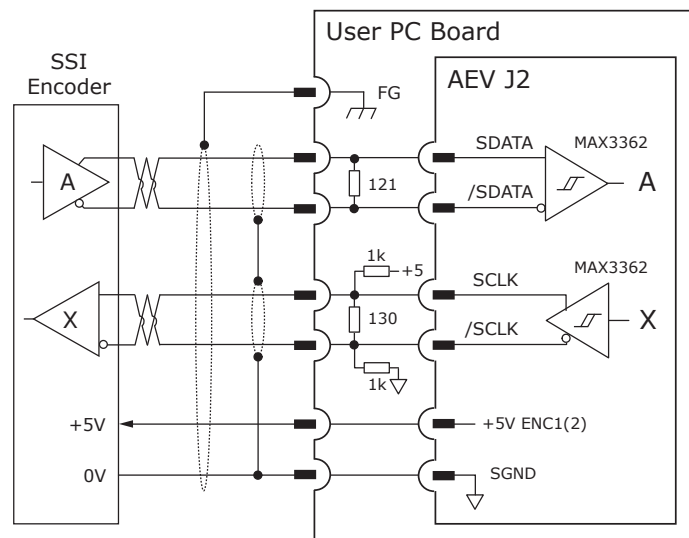 User PC Board
SSI
Encoder
AEV J2
FG
SDATA
MAX3362
A
121
/SDATA
A
1k
+5
SCLK
MAX3362
X
130
X
/SCLK
1k
+5V
+5V ENC1(2)
0V
SGND